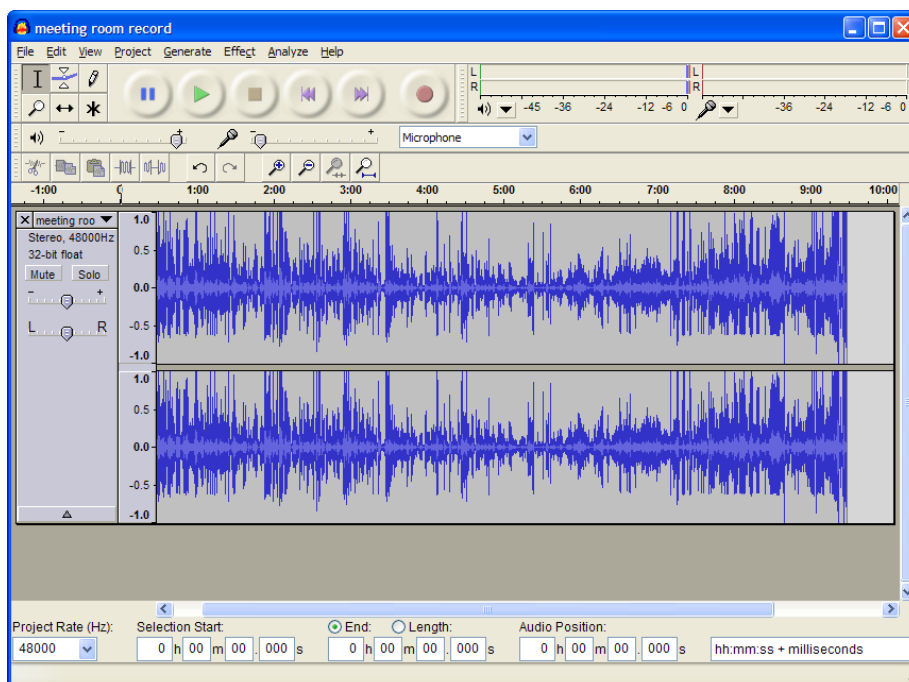 meeting room record
File Edit View Project Generate Effect Analyze Help
L
R
-45 -36 -24 -12 -6 0
L
R
-36 -24 -12 -6 0
- +
- +
Microphone
-1:00 0 1:00 2:00 3:00 4:00 5:00 6:00 7:00 8:00 9:00 10:00
X meeting roo
Stereo, 48000Hz
32-bit float
Mute Solo
- +
L R
1.0
0.5
0.0
-0.5
-1.0
1.0
0.5
0.0
-0.5
-1.0
Project Rate (Hz): Selection Start: End: Length: Audio Position:
48000 0 h 00 m 00 . 000 s 0 h 00 m 00 . 000 s 0 h 00 m 00 . 000 s hh:mm:ss + milliseconds